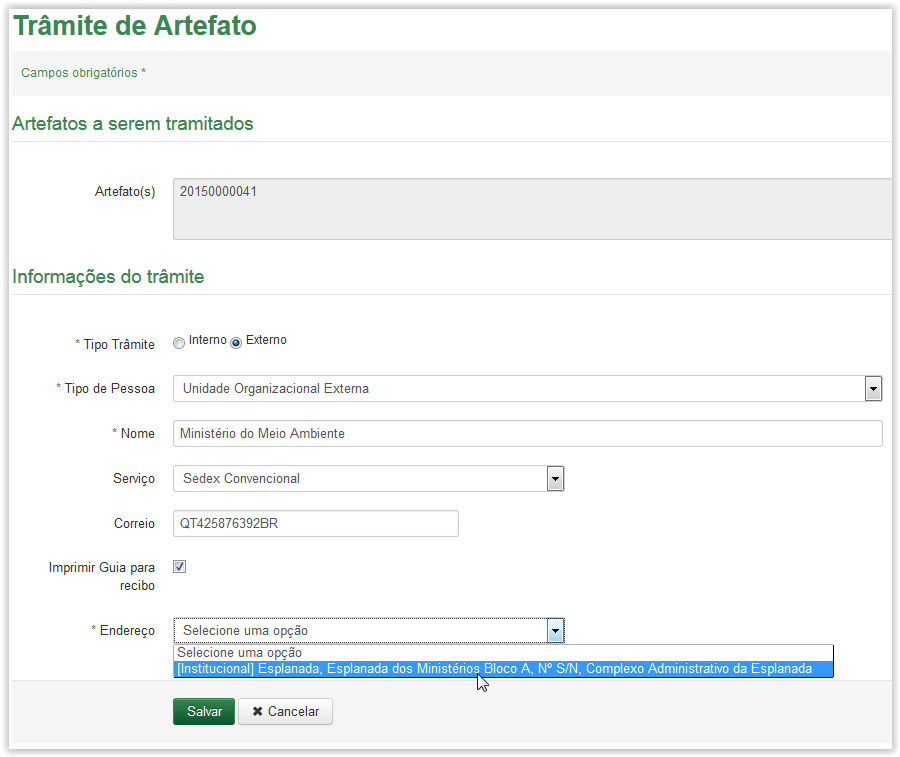 Trâmite de Artefato
Campos obrigatórios *
Artefatos a serem tramitados
Artefato(s)
20150000041
Informações do trâmite
* Tipo Trâmite
Interno Externo
* Tipo de Pessoa
Unidade Organizacional Externa
* Nome
Ministério do Meio Ambiente
Serviço
Sedex Convencional
Correio
QT425876392BR
Imprimir Guia para
recibo
* Endereço
Selecione uma opção
Selecione uma opção
[Institucional] Esplanada, Esplanada dos Ministérios Bloco A, Nº S/N, Complexo Administrativo da Esplanada
Salvar
✖ Cancelar